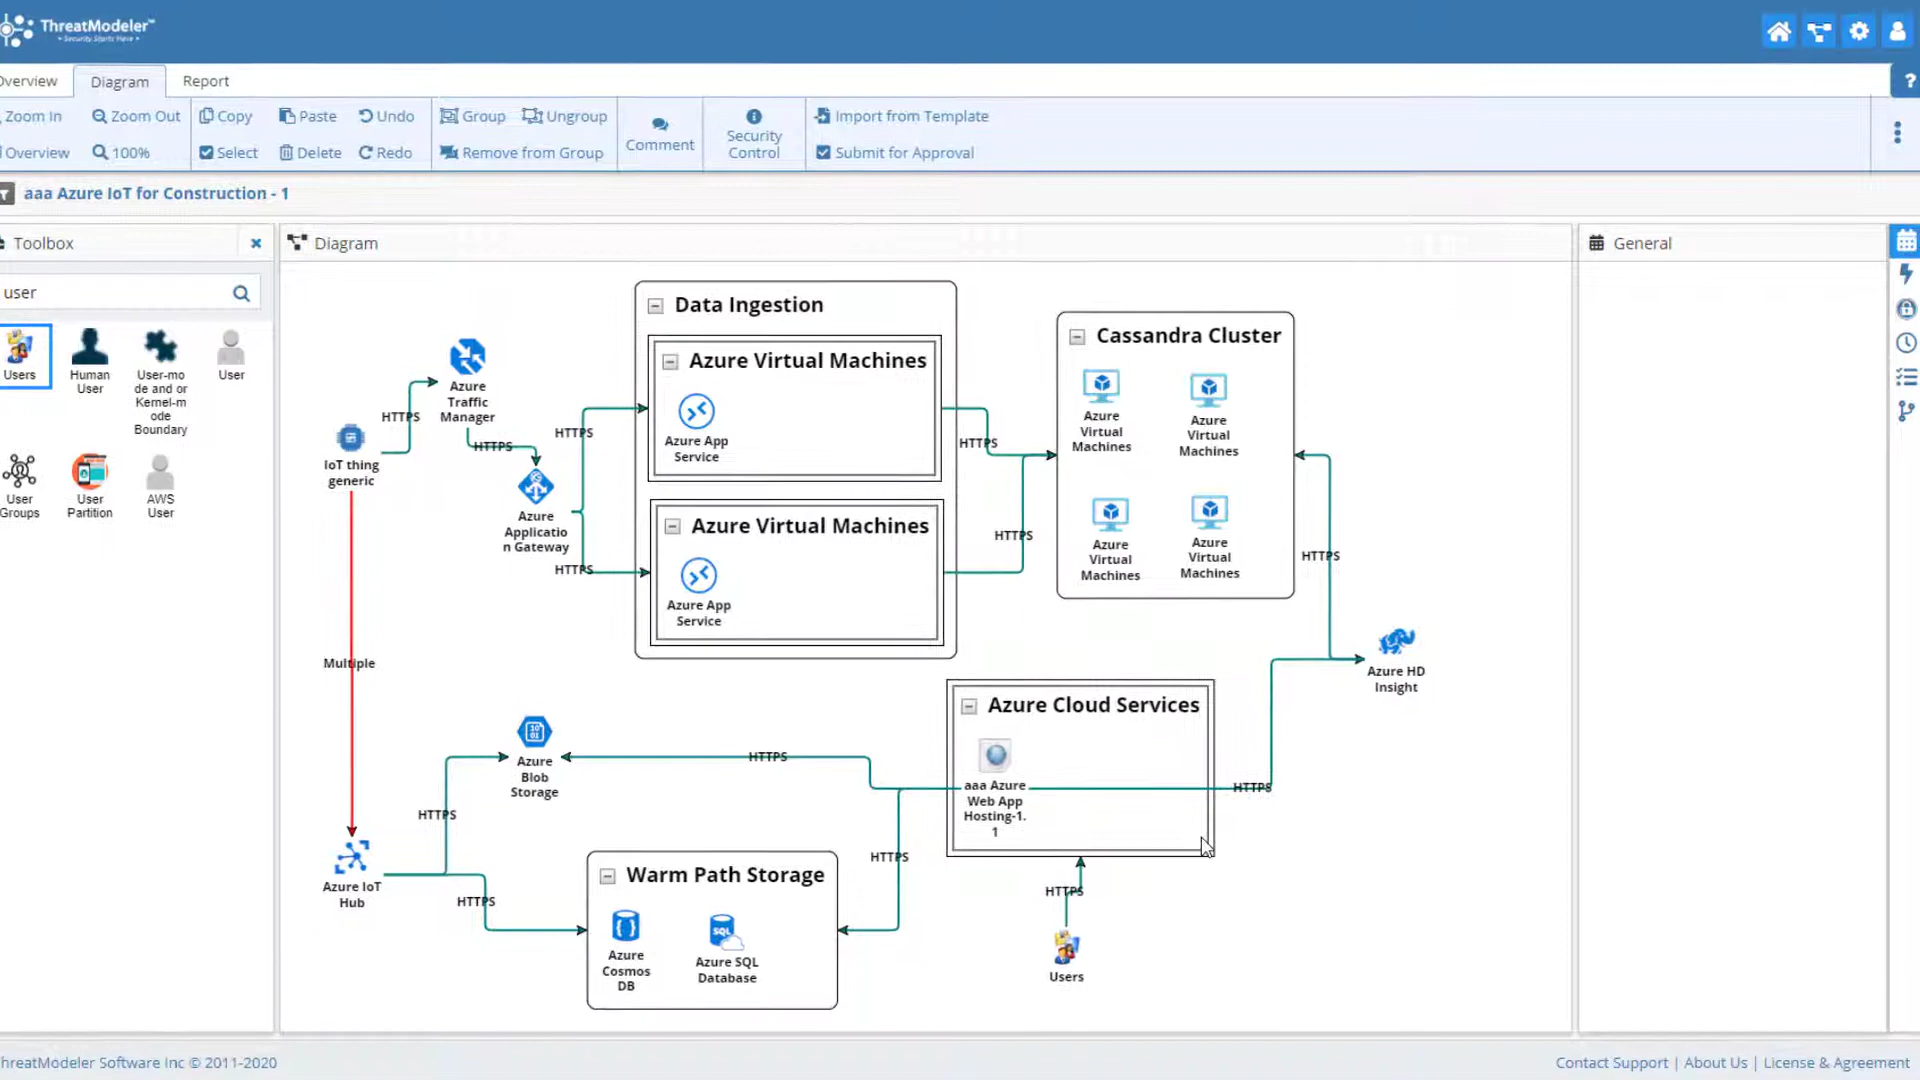 ThreatModeler™
• Security Starts Here •
Overview
Diagram
Report
Zoom In
Zoom Out
Copy
Paste
Undo
Group
Ungroup
Comment
Security
Control
Import from Template
Overview
100%
Select
Delete
Redo
Remove from Group
Submit for Approval
?
aaa Azure IoT for Construction - 1
Toolbox
Diagram
General
user
Users
Human
User
User-mo
de and or
Kernel-m
ode
Boundary
User
User
Groups
User
Partition
AWS
User
Data Ingestion
Azure Virtual Machines
Azure App
Service
Azure Virtual Machines
Azure App
Service
Cassandra Cluster
Azure
Virtual
Machines
Azure
Virtual
Machines
Azure
Virtual
Machines
Azure
Virtual
Machines
Azure
Traffic
Manager
HTTPS
HTTPS
HTTPS
HTTPS
IoT thing
generic
Azure
Applicatio
n Gateway
HTTPS
HTTPS
HTTPS
Multiple
Azure HD
Insight
Azure Cloud Services
aaa Azure
Web App
Hosting-1.
1
Azure
Blob
Storage
HTTPS
HTTPS
HTTPS
HTTPS
HTTPS
HTTPS
Azure IoT
Hub
Warm Path Storage
Azure
Cosmos
DB
SQL
Azure SQL
Database
Users
ThreatModeler Software Inc © 2011-2020
Contact Support | About Us | License & Agreement